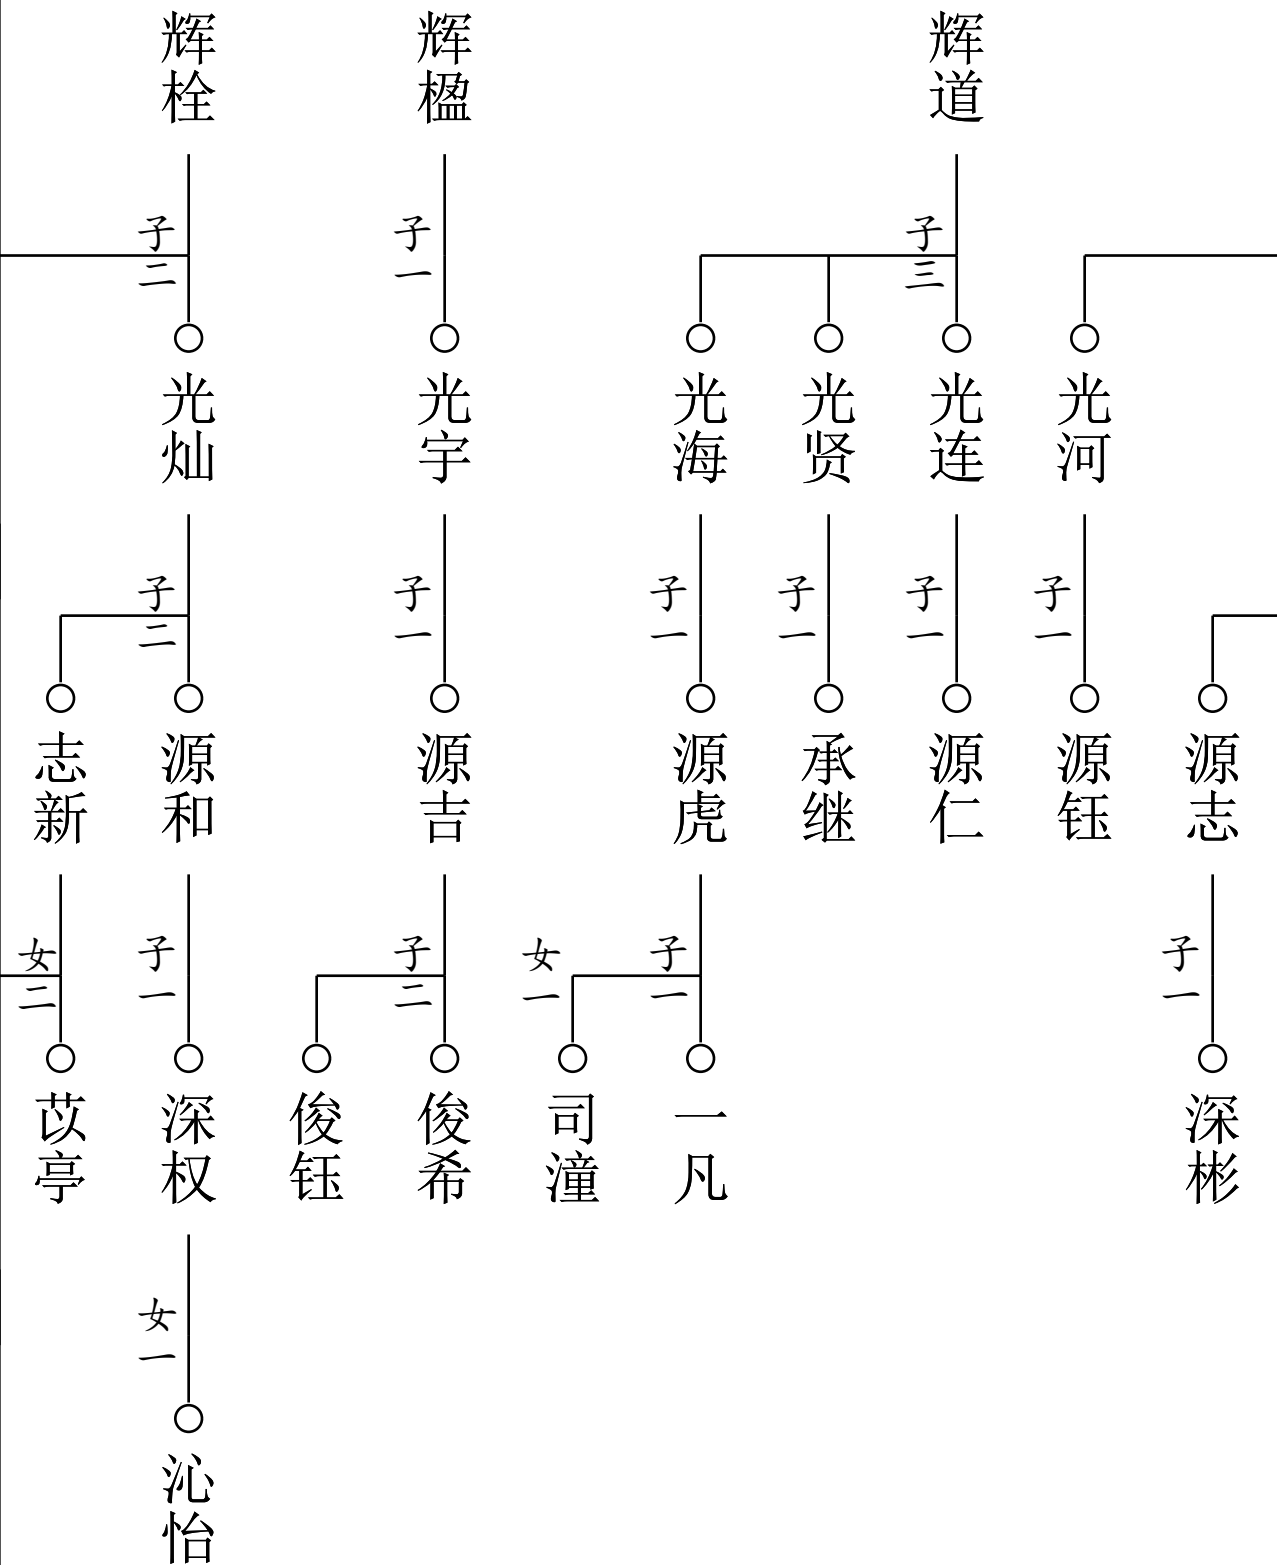 辉栓
辉楹
辉道
子二
子一
子三
光灿
光宇
光海
光贤
光连
光河
子二
子一
子一
子一
子一
子一
志新
源和
源吉
源虎
承继
源仁
源钰
源志
女二
子一
子二
女一
子一
子一
苡亭
深权
俊钰
俊希
司潼
一凡
深彬
女一
沁怡